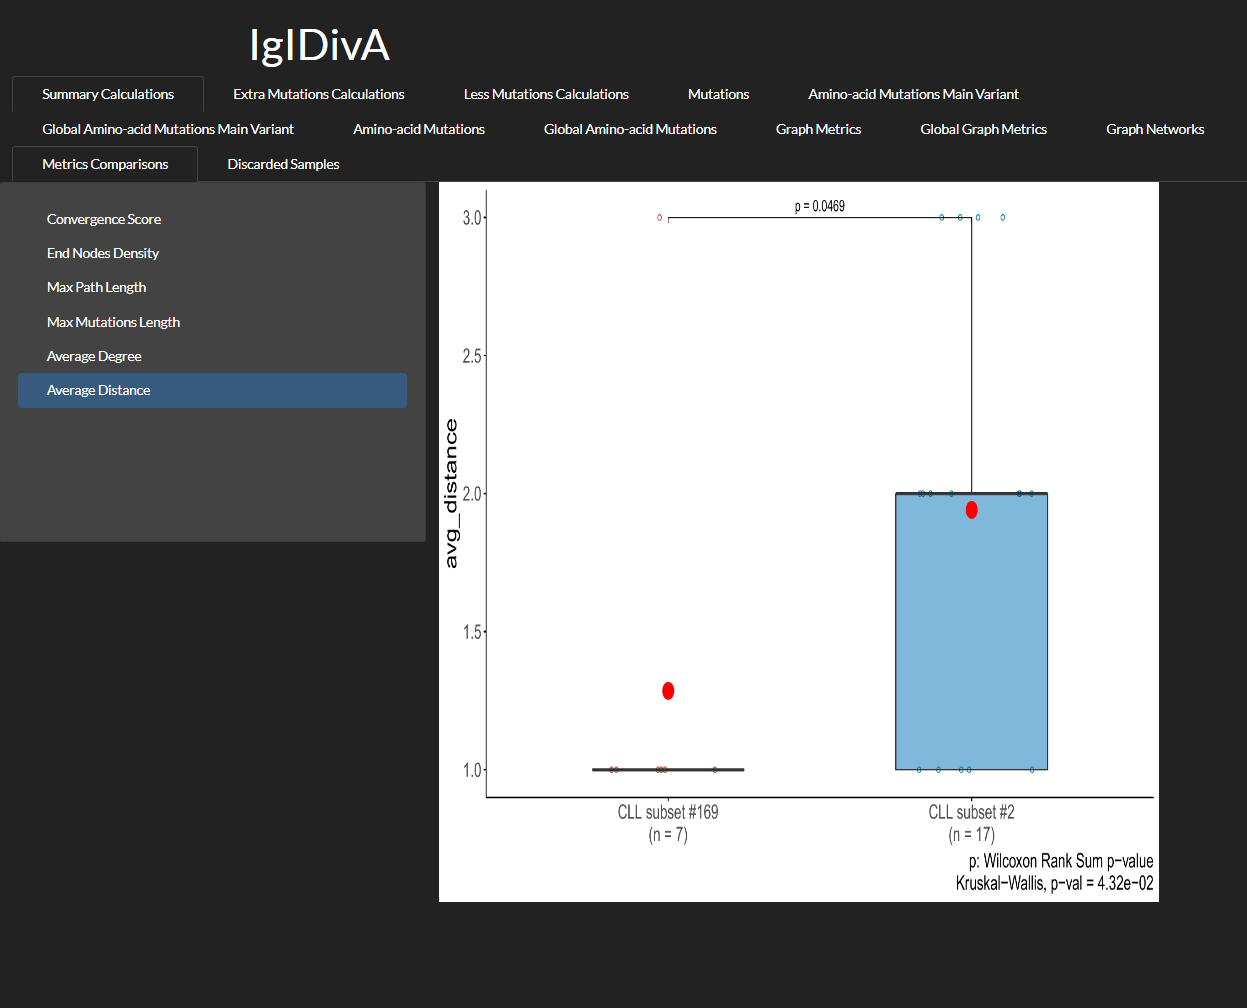 IgIDivA
Summary Calculations Extra Mutations Calculations Less Mutations Calculations Mutations Amino-acid Mutations Main Variant
Global Amino-acid Mutations Main Variant Amino-acid Mutations Global Amino-acid Mutations Graph Metrics Global Graph Metrics Graph Networks
Metrics Comparisons Discarded Samples
Convergence Score
End Nodes Density
Max Path Length
Max Mutations Length
Average Degree
Average Distance
p = 0.0469
3.0
2.5
2.0
1.5
1.0
avg_distance
CLL subset #169 CLL subset #2
(n = 7) (n = 17)
p: Wilcoxon Rank Sum p−value
Kruskal−Wallis, p−val = 4.32e−02